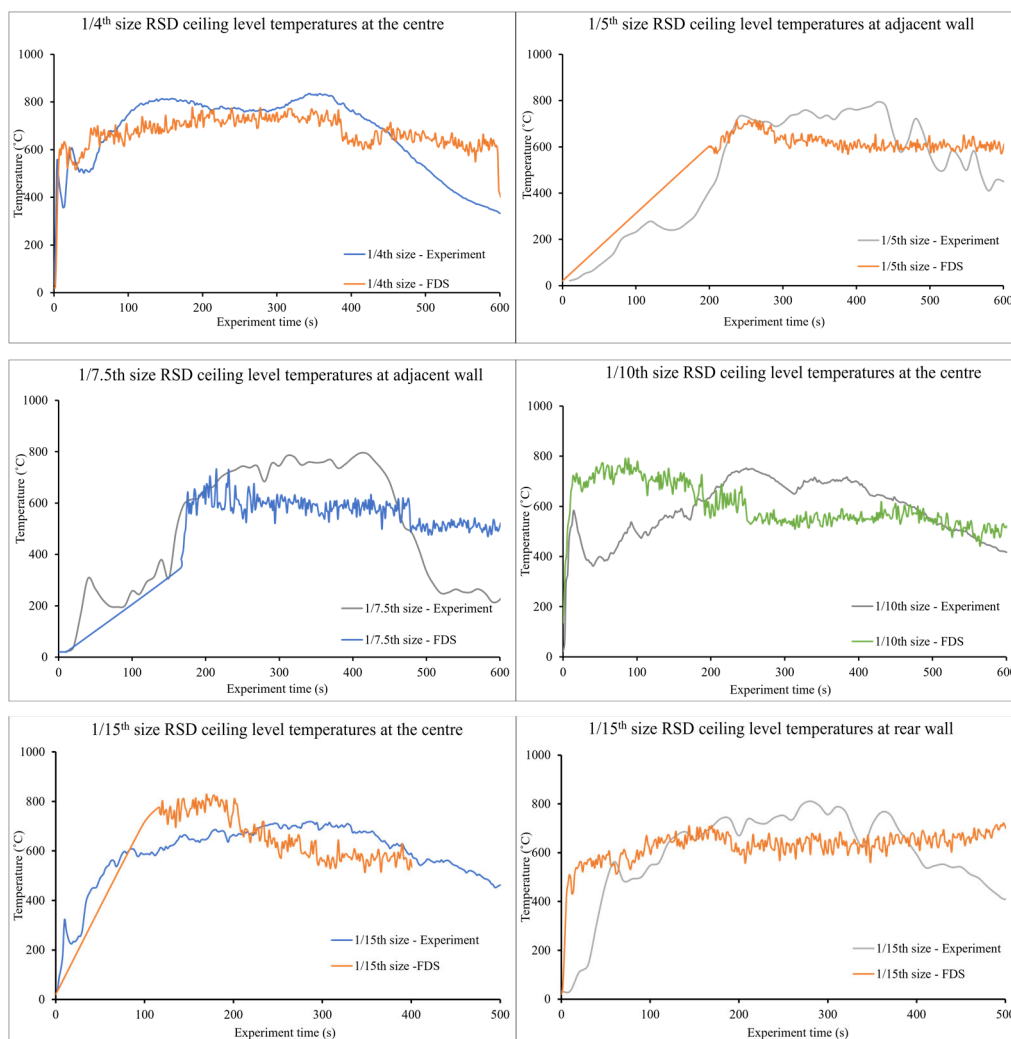 1/4th size RSD ceiling level temperatures at the centre
1000
800
600
400
200
0
Temperature (˚C)
0 100 200 300 400 500 600
Experiment time (s)
1/4th size - Experiment
1/4th size - FDS
1/5th size RSD ceiling level temperatures at adjacent wall
1000
800
600
400
200
0
Temperature (˚C)
0 100 200 300 400 500 600
Experiment time (s)
1/5th size - Experiment
1/5th size - FDS
1/7.5th size RSD ceiling level temperatures at adjacent wall
1000
800
600
400
200
0
Temperature (˚C)
0 100 200 300 400 500 600
Experiment time (s)
1/7.5th size - Experiment
1/7.5th size - FDS
1/10th size RSD ceiling level temperatures at the centre
1000
800
600
400
200
0
Temperature (˚C)
0 100 200 300 400 500 600
Experiment time (s)
1/10th size - Experiment
1/10th size - FDS
1/15th size RSD ceiling level temperatures at the centre
1000
800
600
400
200
0
Temperature (˚C)
0 100 200 300 400 500
Experiment time (s)
1/15th size - Experiment
1/15th size -FDS
1/15th size RSD ceiling level temperatures at rear wall
1000
800
600
400
200
0
Temperature (˚C)
0 100 200 300 400 500
Experiment time (s)
1/15th size - Experiment
1/15th size - FDS